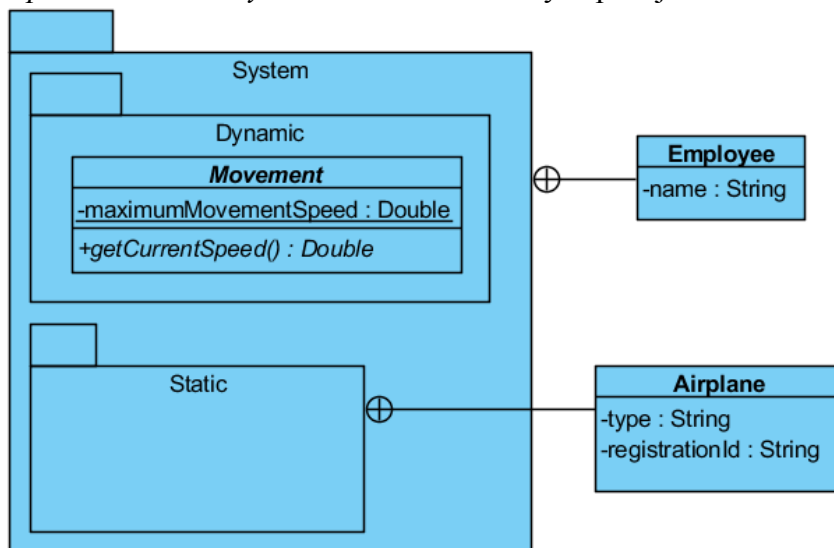 System
Dynamic
Movement
-maximumMovementSpeed : Double
+getCurrentSpeed() : Double
Employee
-name : String
Static
Airplane
-type : String
-registrationId : String